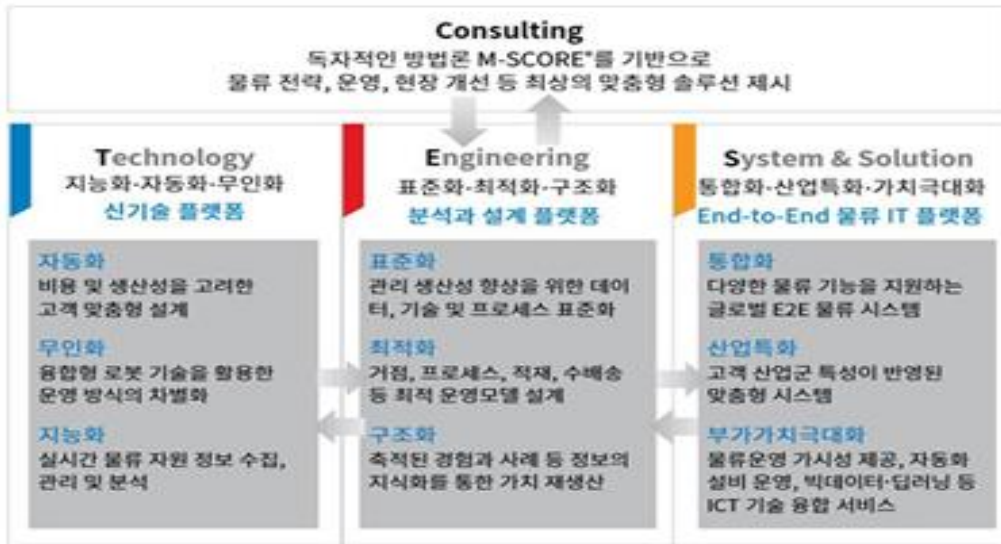 Consulting
독자적인 방법론 M-SCORE*를 기반으로
물류 전략, 운영, 현장 개선 등 최상의 맞춤형 솔루션 제시
Technology
지능화-자동화-무인화
신기술 플랫폼
자동화
비용 및 생산성을 고려한
고객 맞춤형 설계
무인화
융합형 로봇 기술을 활용한
운영 방식의 차별화
지능화
실시간 물류 자원 정보 수집,
관리 및 분석
Engineering
표준화-최적화-구조화
분석과 설계 플랫폼
표준화
관리 생산성 향상을 위한 데이
터, 기술 및 프로세스 표준화
최적화
거점, 프로세스, 적재, 수배송
등 최적 운영모델 설계
구조화
축적된 경험과 사례 등 정보의
지식화를 통한 가치 재생산
System & Solution
통합화-산업특화-가치극대화
End-to-End 물류 IT 플랫폼
통합화
다양한 물류 기능을 지원하는
글로벌 E2E 물류 시스템
산업특화
고객 산업군 특성이 반영된
맞춤형 시스템
부가가치극대화
물류운영 가시성 제공, 자동화
설비 운영, 빅데이터·딥러닝 등
ICT 기술 융합 서비스